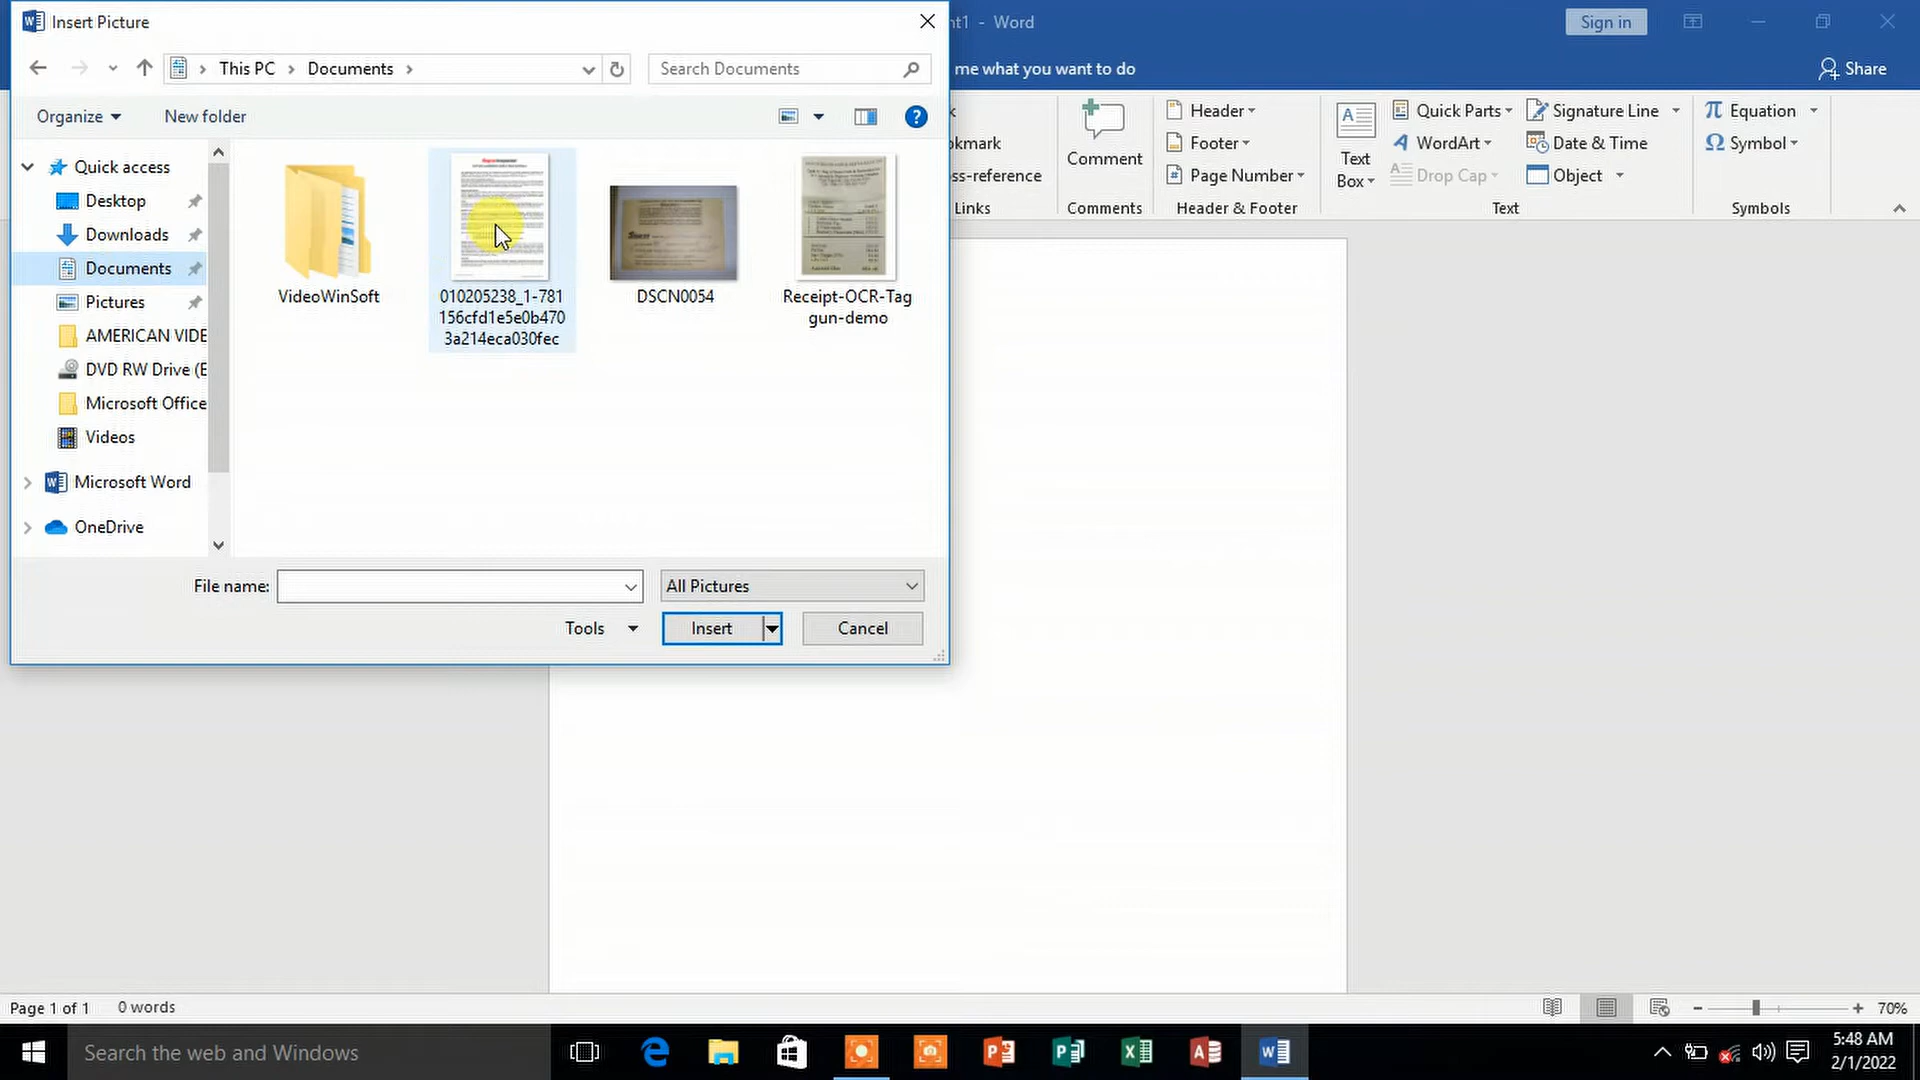 Insert Picture
nt1 - Word
Sign in
This PC
Documents
Search Documents
me what you want to do
Share
Organize
New folder
Quick access
Desktop
Downloads
Documents
Pictures
AMERICAN VIDE
DVD RW Drive (E
Microsoft Office
Videos
Microsoft Word
OneDrive
VideoWinSoft
010205238_1-781
156cfd1e5e0b470
3a214eca030fec
DSCN0054
Receipt-OCR-Tag
gun-demo
File name:
All Pictures
Tools
Insert
Cancel
k
okmark
ss-reference
Links
Comment
Comments
Header
Footer
Page Number
Header & Footer
Text
Box
Quick Parts
WordArt
Drop Cap
Signature Line
Date & Time
Object
Text
π Equation
Ω Symbol
Symbols
Page 1 of 1
0 words
70%
Search the web and Windows
5:48 AM
2/1/2022